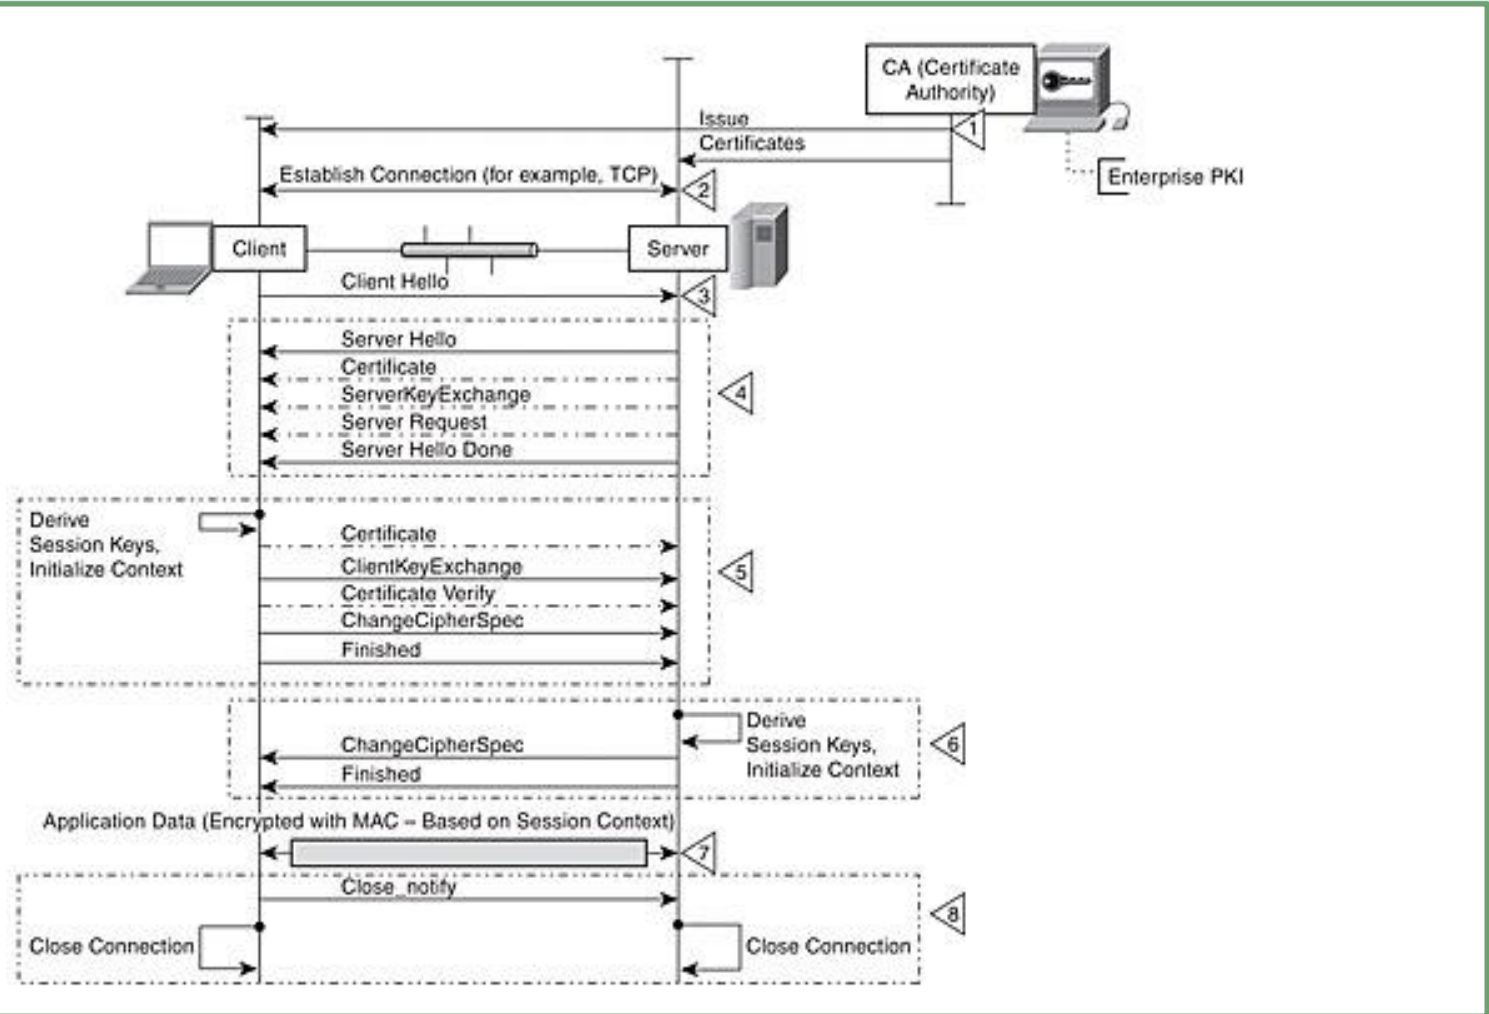 CA (Certificate
Authority)
Issue
1
Certificates
Enterprise PKI
Establish Connection (for example, TCP)
2
Client
Server
Client Hello
3
Server Hello
Certificate
ServerKeyExchange
Server Request
Server Hello Done
4
Derive
Session Keys,
Initialize Context
Certificate
ClientKeyExchange
Certificate Verify
ChangeCipherSpec
Finished
5
Derive
Session Keys,
Initialize Context
ChangeCipherSpec
Finished
6
Application Data (Encrypted with MAC – Based on Session Context)
7
Close_notify
8
Close Connection
Close Connection